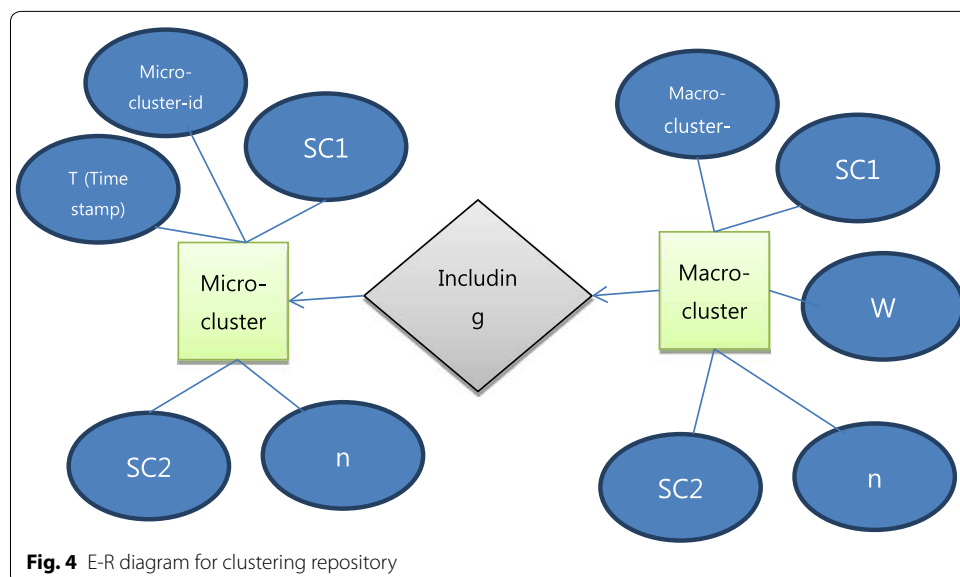 Micro-
cluster-id
SC1
T (Time
stamp)
Micro-
cluster
SC2
n
Includin
g
Macro-
cluster-
SC1
Macro-
cluster
W
SC2
n
Fig. 4 E-R diagram for clustering repository